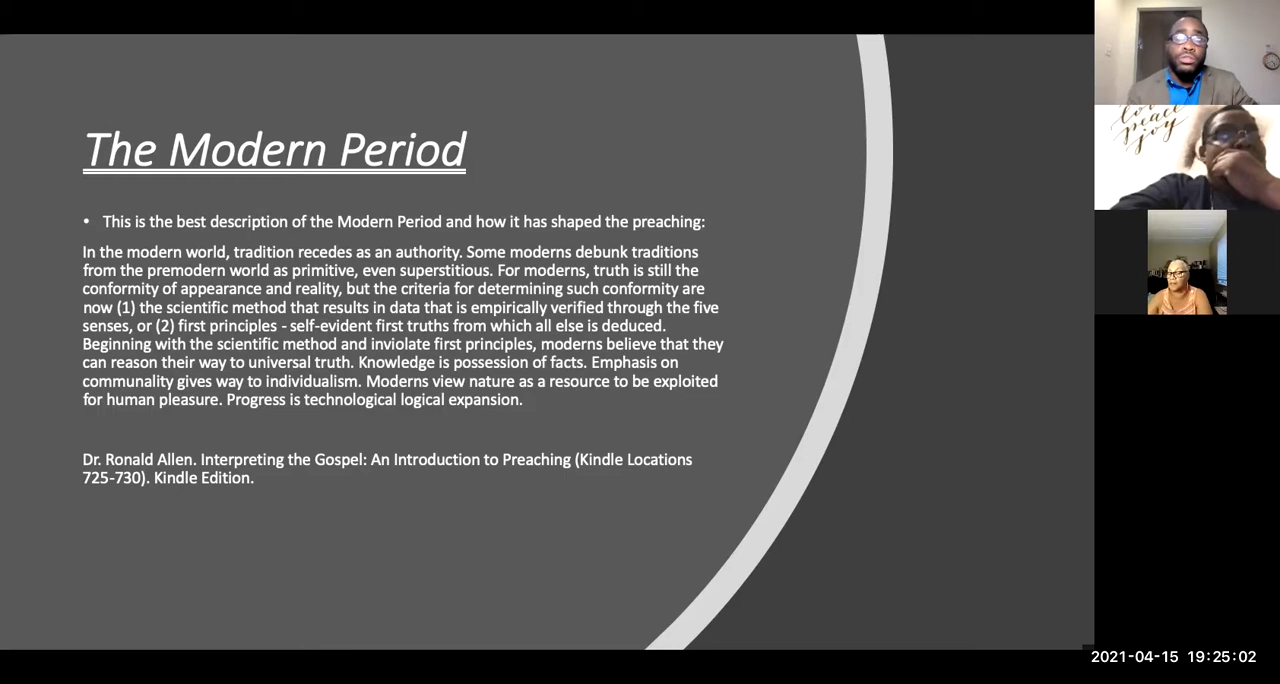 The Modern Period
• This is the best description of the Modern Period and how it has shaped the preaching:
In the modern world, tradition recedes as an authority. Some moderns debunk traditions
from the premodern world as primitive, even superstitious. For moderns, truth is still the
conformity of appearance and reality, but the criteria for determining such conformity are
now (1) the scientific method that results in data that is empirically verified through the five
senses, or (2) first principles - self-evident first truths from which all else is deduced.
Beginning with the scientific method and inviolate first principles, moderns believe that they
can reason their way to universal truth. Knowledge is possession of facts. Emphasis on
communality gives way to individualism. Moderns view nature as a resource to be exploited
for human pleasure. Progress is technological logical expansion.
Dr. Ronald Allen. Interpreting the Gospel: An Introduction to Preaching (Kindle Locations
725-730). Kindle Edition.
love
peace
joy
2021-04-15 19:25:02